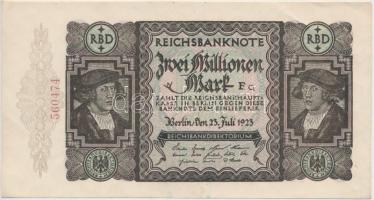 RBD
REICHSBANKNOTE
RBD
Zwei Millionen
Mark
ZAHLT DIE REICHSBANKHAUPT-
KASSE IN BERLIN GEGEN DIESE
BANKNOTE DEM EINLIEFERER
Berlin, den 23. Juli 1923
REICHSBANKDIREKTORIUM
560474